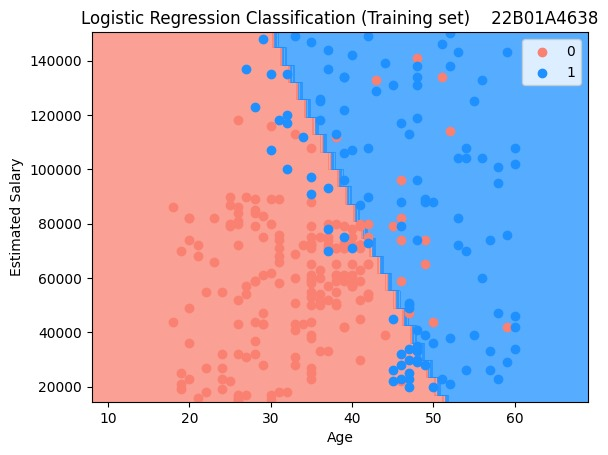 Logistic Regression Classification (Training set) 22B01A4638
0
1
Estimated Salary
140000
120000
100000
80000
60000
40000
20000
10 20 30 40 50 60
Age